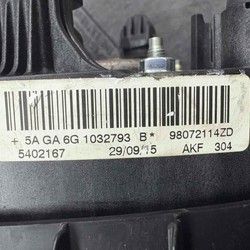 + 5A GA 6G 1032793 B* 98072114ZD
5402167 29/09/15 AKF 304